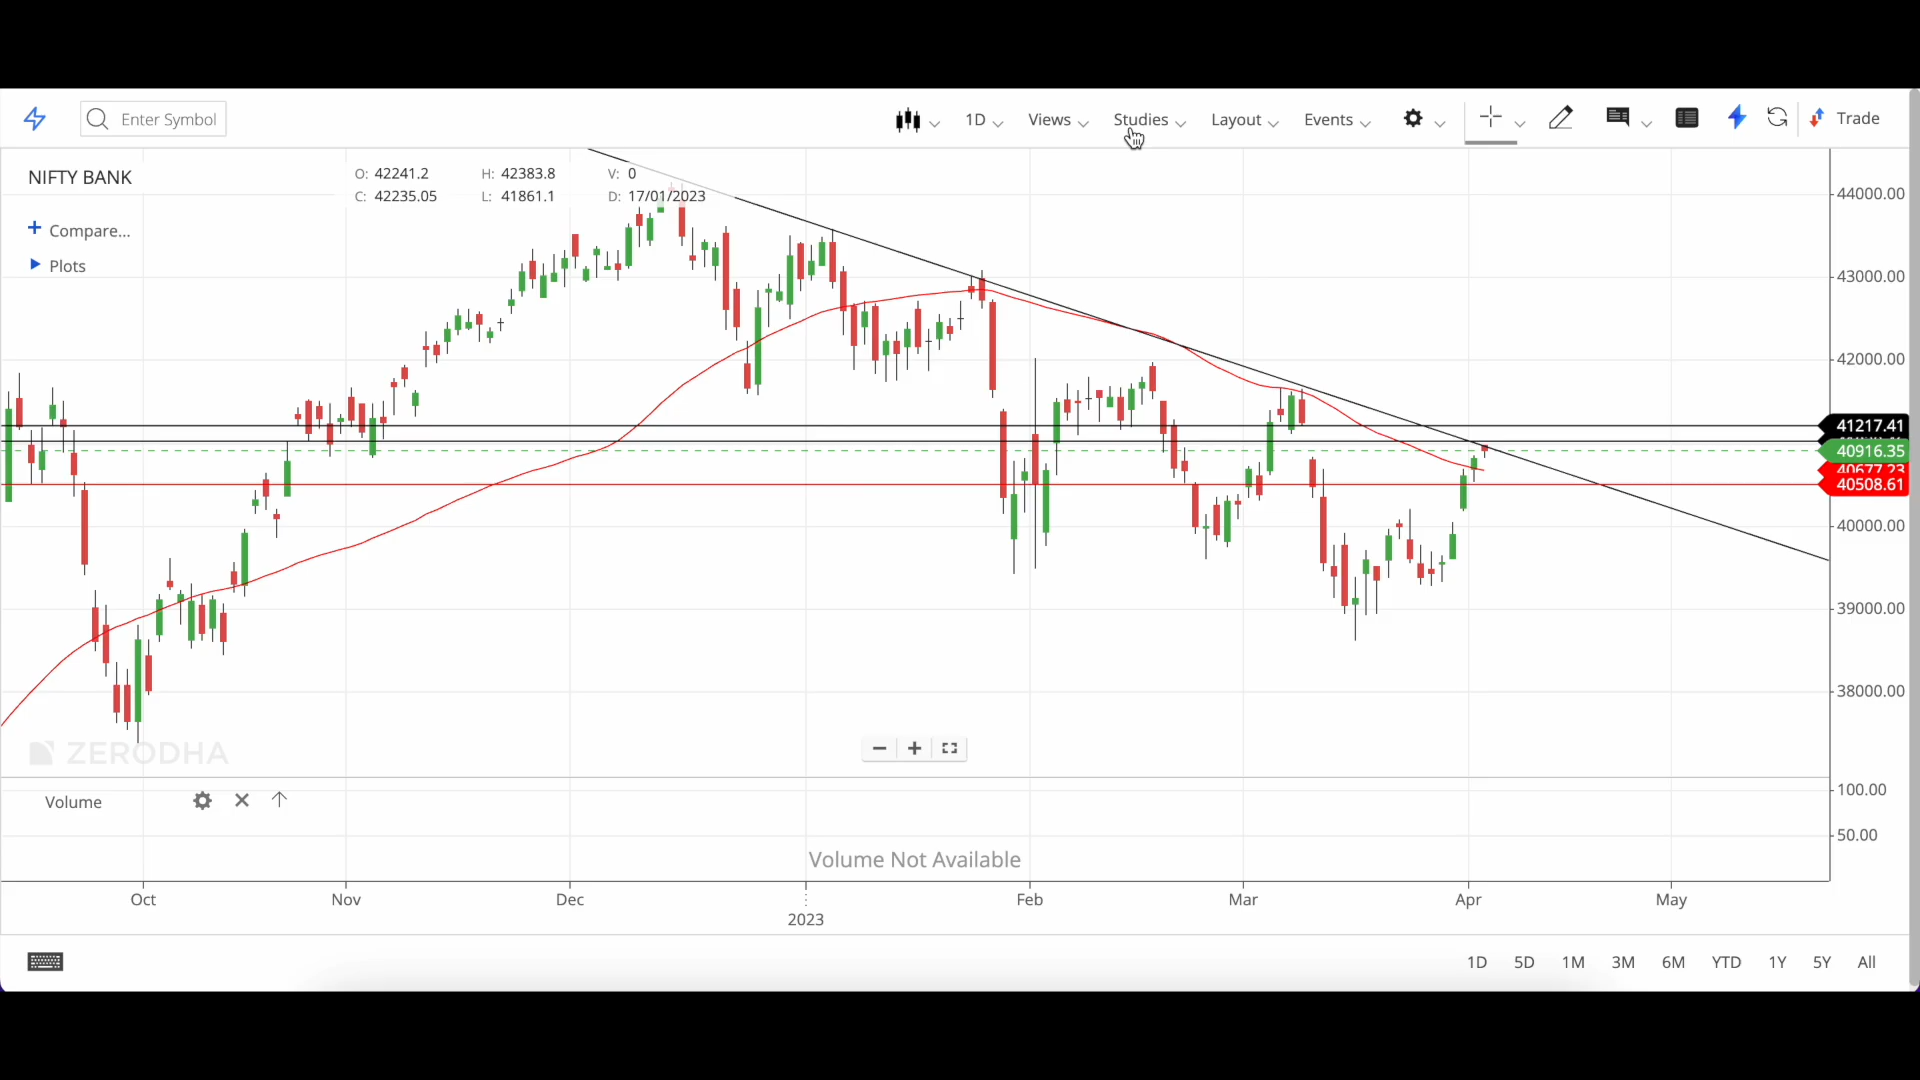 Enter Symbol
1D
Views
Studies
Layout
Events
Trade
NIFTY BANK
O: 42241.2 H: 42383.8 V: 0
C: 42235.05 L: 41861.1 D: 17/01/2023
Compare...
Plots
44000.00
43000.00
42000.00
41217.41
40916.35
40677.23
40508.61
40000.00
39000.00
38000.00
ZERODHA
Volume
100.00
50.00
Volume Not Available
Oct Nov Dec Feb Mar Apr May
2023
1D 5D 1M 3M 6M YTD 1Y 5Y All